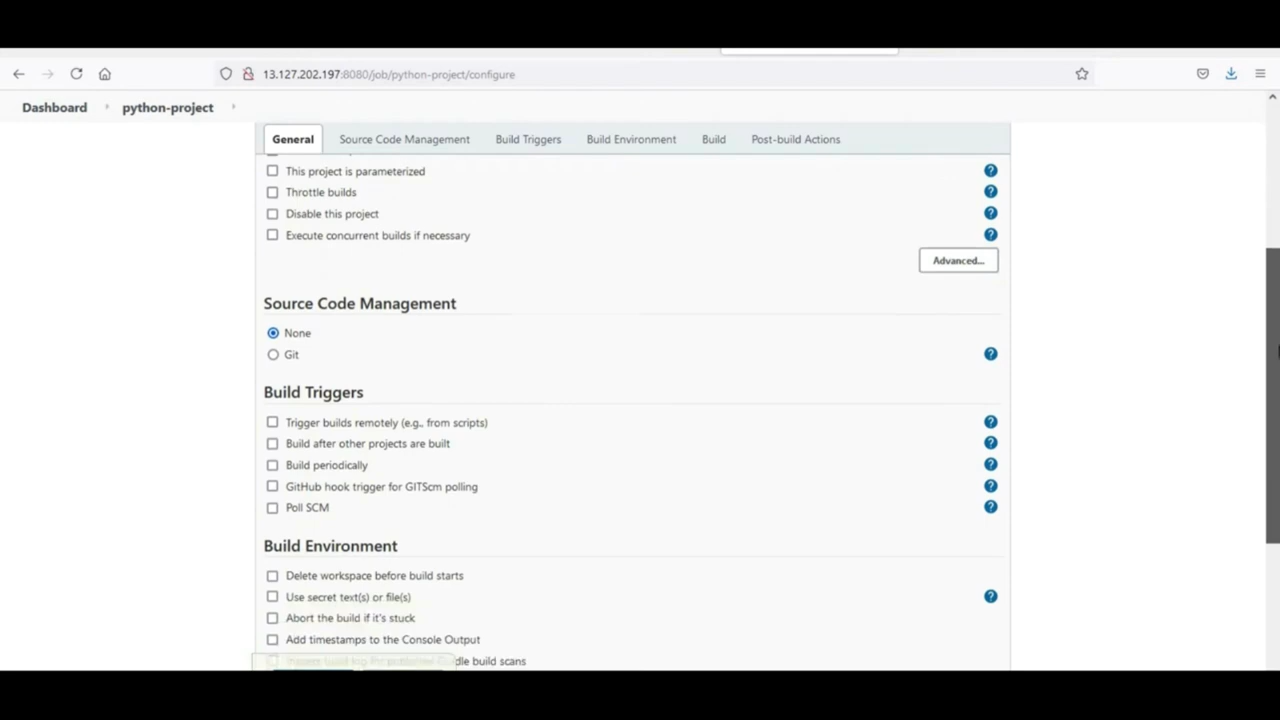 13.127.202.197:8080/job/python-project/configure
Dashboard python-project
General Source Code Management Build Triggers Build Environment Build Post-build Actions
This project is parameterized
Throttle builds
Disable this project
Execute concurrent builds if necessary
Advanced...
Source Code Management
None
Git
Build Triggers
Trigger builds remotely (e.g., from scripts)
Build after other projects are built
Build periodically
GitHub hook trigger for GITScm polling
Poll SCM
Build Environment
Delete workspace before build starts
Use secret text(s) or file(s)
Abort the build if it's stuck
Add timestamps to the Console Output
build scans